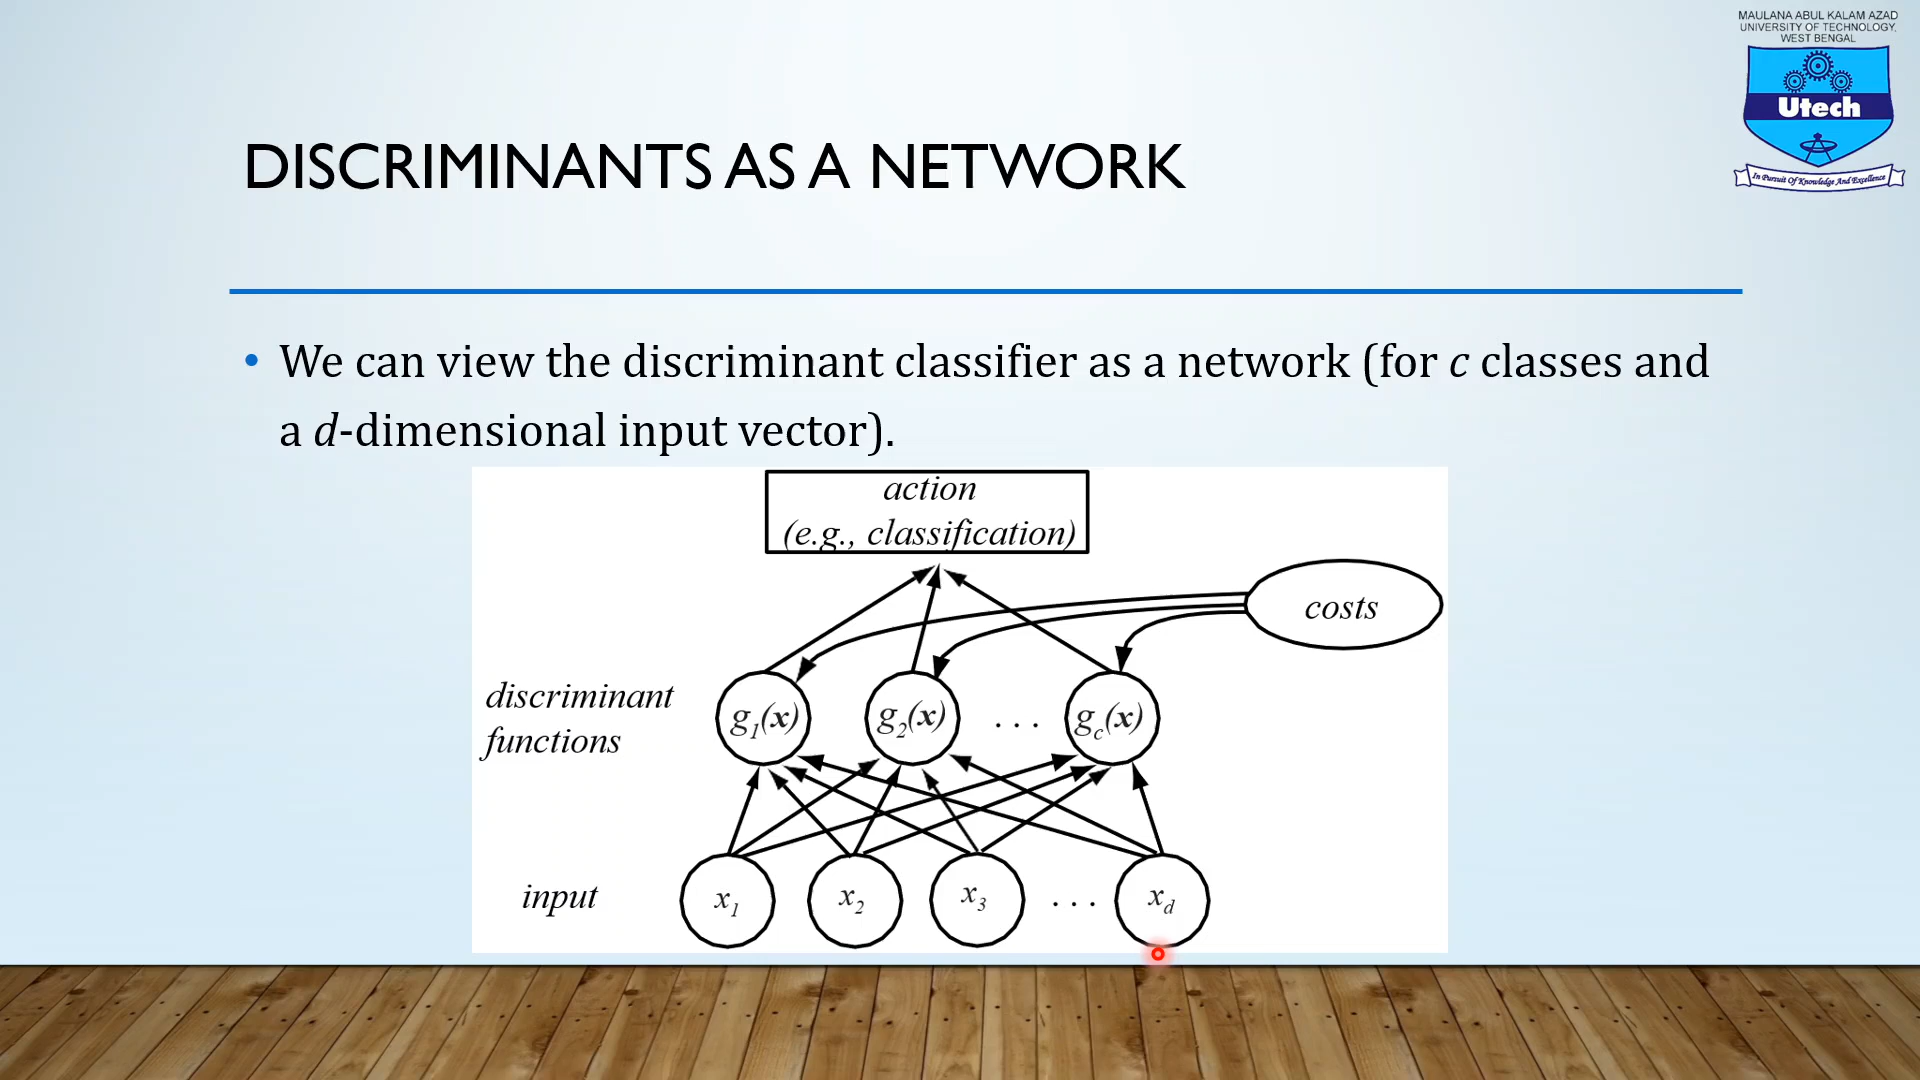 MAULANA ABUL KALAM AZAD
UNIVERSITY OF TECHNOLOGY,
WEST BENGAL
Utech
In Pursuit Of Knowledge And Excellence
DISCRIMINANTS AS A NETWORK
• We can view the discriminant classifier as a network (for c classes and
a d-dimensional input vector).
action
(e.g., classification)
costs
discriminant
functions
g1(x) g2(x) . . . gc(x)
input
x1 x2 x3 . . . xd